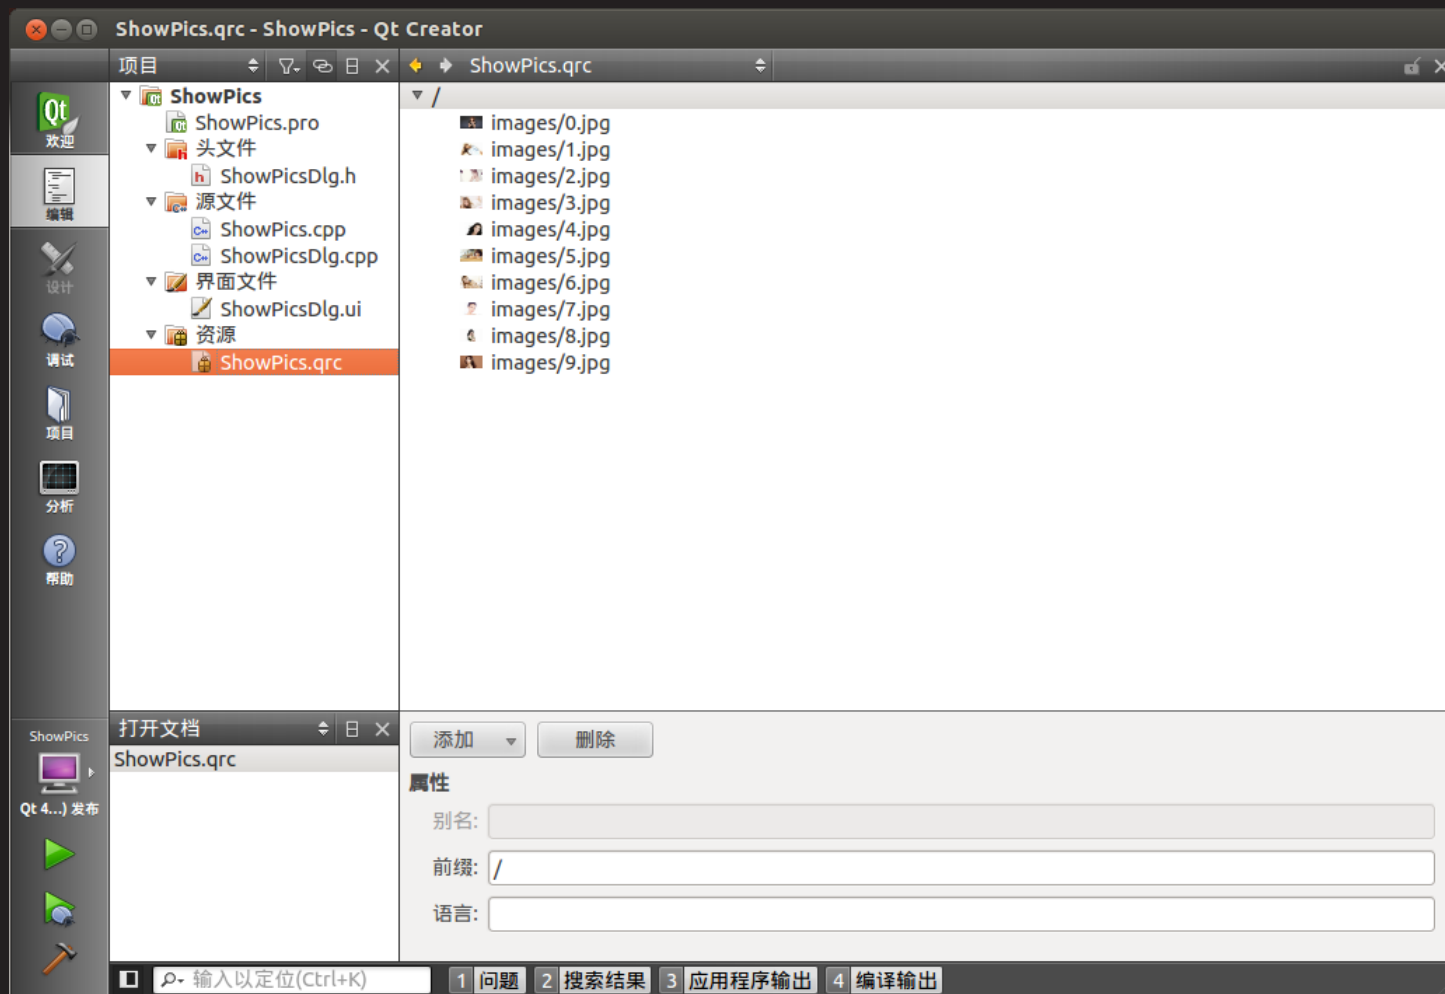 ShowPics.qrc - ShowPics - Qt Creator
项目
ShowPics.qrc
Qt
欢迎
编辑
设计
调试
项目
分析
帮助
ShowPics
ShowPics.pro
头文件
ShowPicsDlg.h
源文件
ShowPics.cpp
ShowPicsDlg.cpp
界面文件
ShowPicsDlg.ui
资源
ShowPics.qrc
/
images/0.jpg
images/1.jpg
images/2.jpg
images/3.jpg
images/4.jpg
images/5.jpg
images/6.jpg
images/7.jpg
images/8.jpg
images/9.jpg
ShowPics
Qt 4...) 发布
打开文档
ShowPics.qrc
添加 删除
属性
别名:
前缀: /
语言:
输入以定位(Ctrl+K) 1 问题 2 搜索结果 3 应用程序输出 4 编译输出